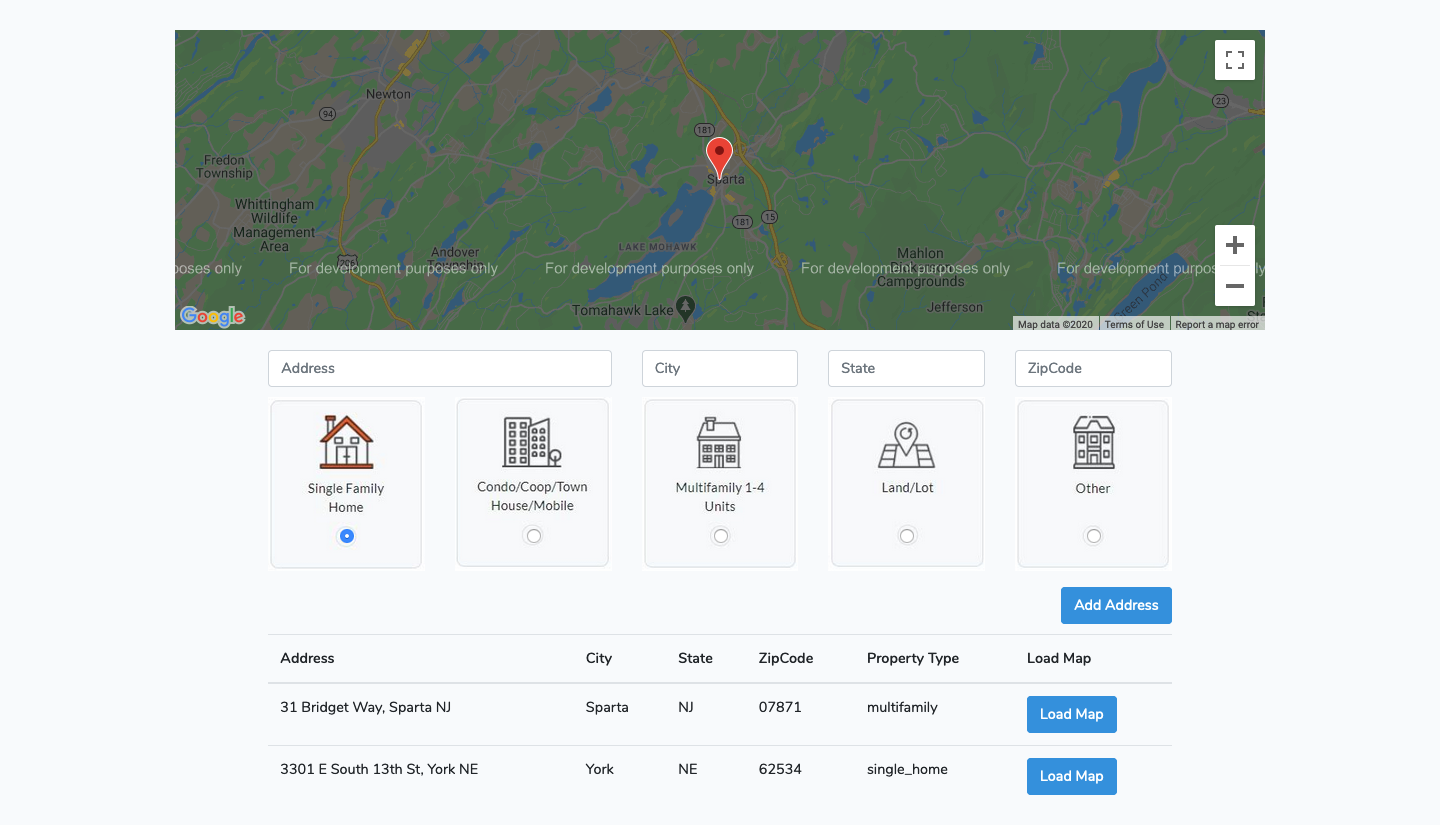 Newton
94
181
23
Fredon
Township
Sparta
Whittingham
Wildlife
Management
Area
181
15
LAKE MOHAWK
206
Andover
Township
Mahlon
Dickerson
Campgrounds
poses only For development purposes only For development purposes only For development purposes only For development purposes only
Green Pond
Tomahawk Lake
Jefferson
Google
Map data ©2020 Terms of Use Report a map error
Address City State ZipCode
Single Family
Home
Condo/Coop/Town
House/Mobile
Multifamily 1-4
Units
Land/Lot
Other
Add Address
Address City State ZipCode Property Type Load Map
31 Bridget Way, Sparta NJ Sparta NJ 07871 multifamily Load Map
3301 E South 13th St, York NE York NE 62534 single_home Load Map